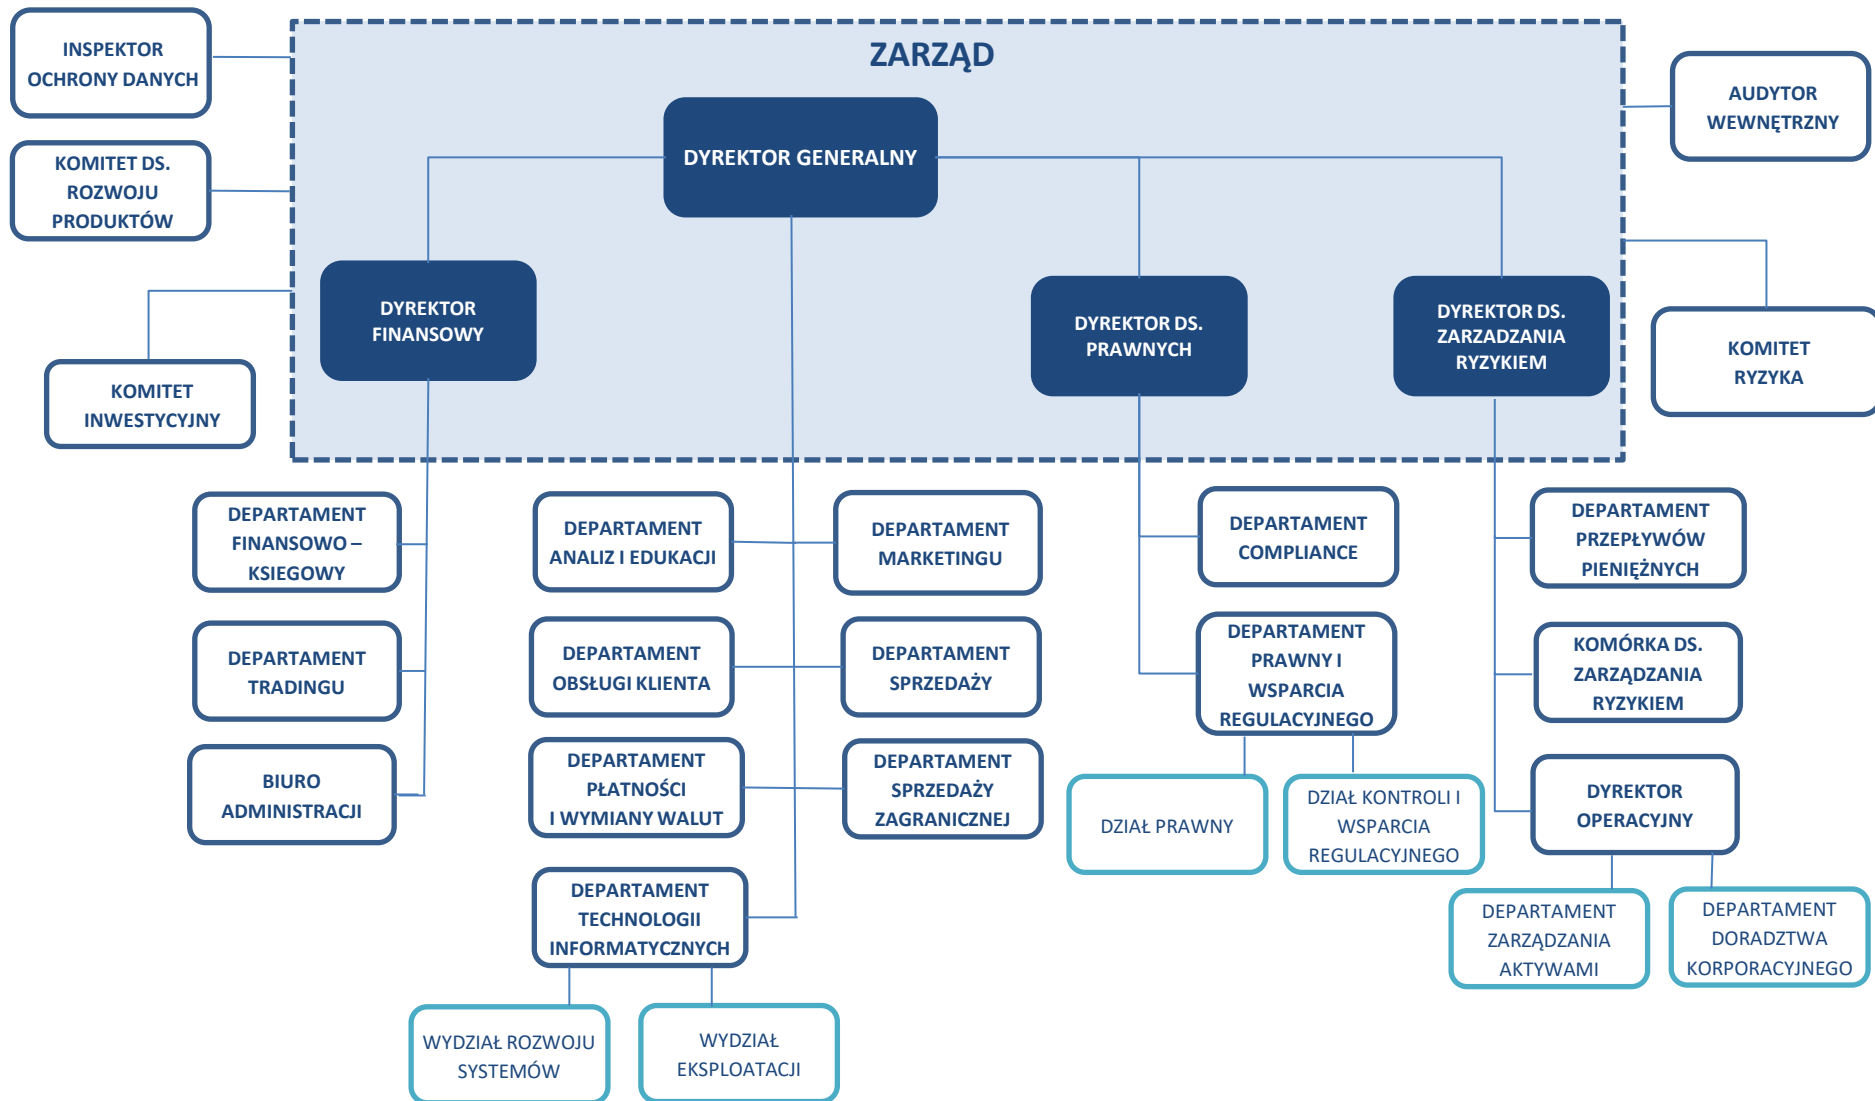 ZARZĄD
INSPEKTOR
OCHRONY DANYCH
AUDYTOR
WEWNĘTRZNY
KOMITET DS.
ROZWOJU
PRODUKTÓW
DYREKTOR GENERALNY
DYREKTOR
FINANSOWY
DYREKTOR DS.
PRAWNYCH
DYREKTOR DS.
ZARZADZANIA
RYZYKIEM
KOMITET
RYZYKA
KOMITET
INWESTYCYJNY
DEPARTAMENT
FINANSOWO –
KSIEGOWY
DEPARTAMENT
ANALIZ I EDUKACJI
DEPARTAMENT
MARKETINGU
DEPARTAMENT
COMPLIANCE
DEPARTAMENT
PRZEPŁYWÓW
PIENIĘŻNYCH
DEPARTAMENT
TRADINGU
DEPARTAMENT
OBSŁUGI KLIENTA
DEPARTAMENT
SPRZEDAŻY
DEPARTAMENT
PRAWNY I
WSPARCIA
REGULACYJNEGO
KOMÓRKA DS.
ZARZĄDZANIA
RYZYKIEM
BIURO
ADMINISTRACJI
DEPARTAMENT
PŁATNOŚCI
I WYMIANY WALUT
DEPARTAMENT
SPRZEDAŻY
ZAGRANICZNEJ
DZIAŁ PRAWNY
DZIAŁ KONTROLI I
WSPARCIA
REGULACYJNEGO
DYREKTOR
OPERACYJNY
DEPARTAMENT
TECHNOLOGII
INFORMATYCZNYCH
DEPARTAMENT
ZARZĄDZANIA
AKTYWAMI
DEPARTAMENT
DORADZTWA
KORPORACYJNEGO
WYDZIAŁ ROZWOJU
SYSTEMÓW
WYDZIAŁ
EKSPLOATACJI